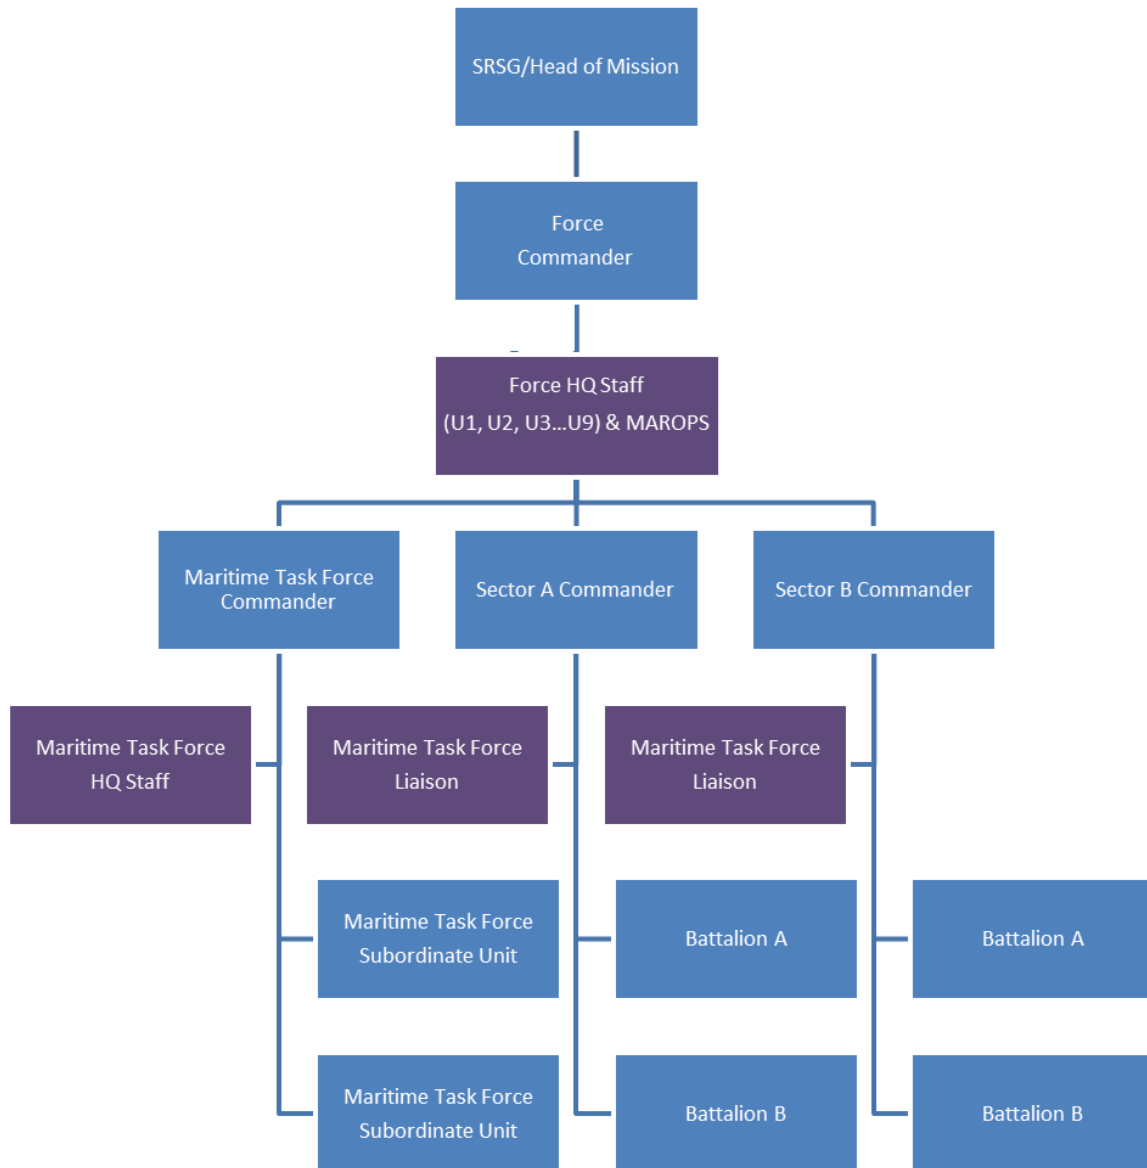 SRSG/Head of Mission
Force
Commander
Force HQ Staff
(U1, U2, U3...U9) & MAROPS
Maritime Task Force
Commander
Sector A Commander
Sector B Commander
Maritime Task Force
HQ Staff
Maritime Task Force
Liaison
Maritime Task Force
Liaison
Maritime Task Force
Subordinate Unit
Battalion A
Battalion A
Maritime Task Force
Subordinate Unit
Battalion B
Battalion B